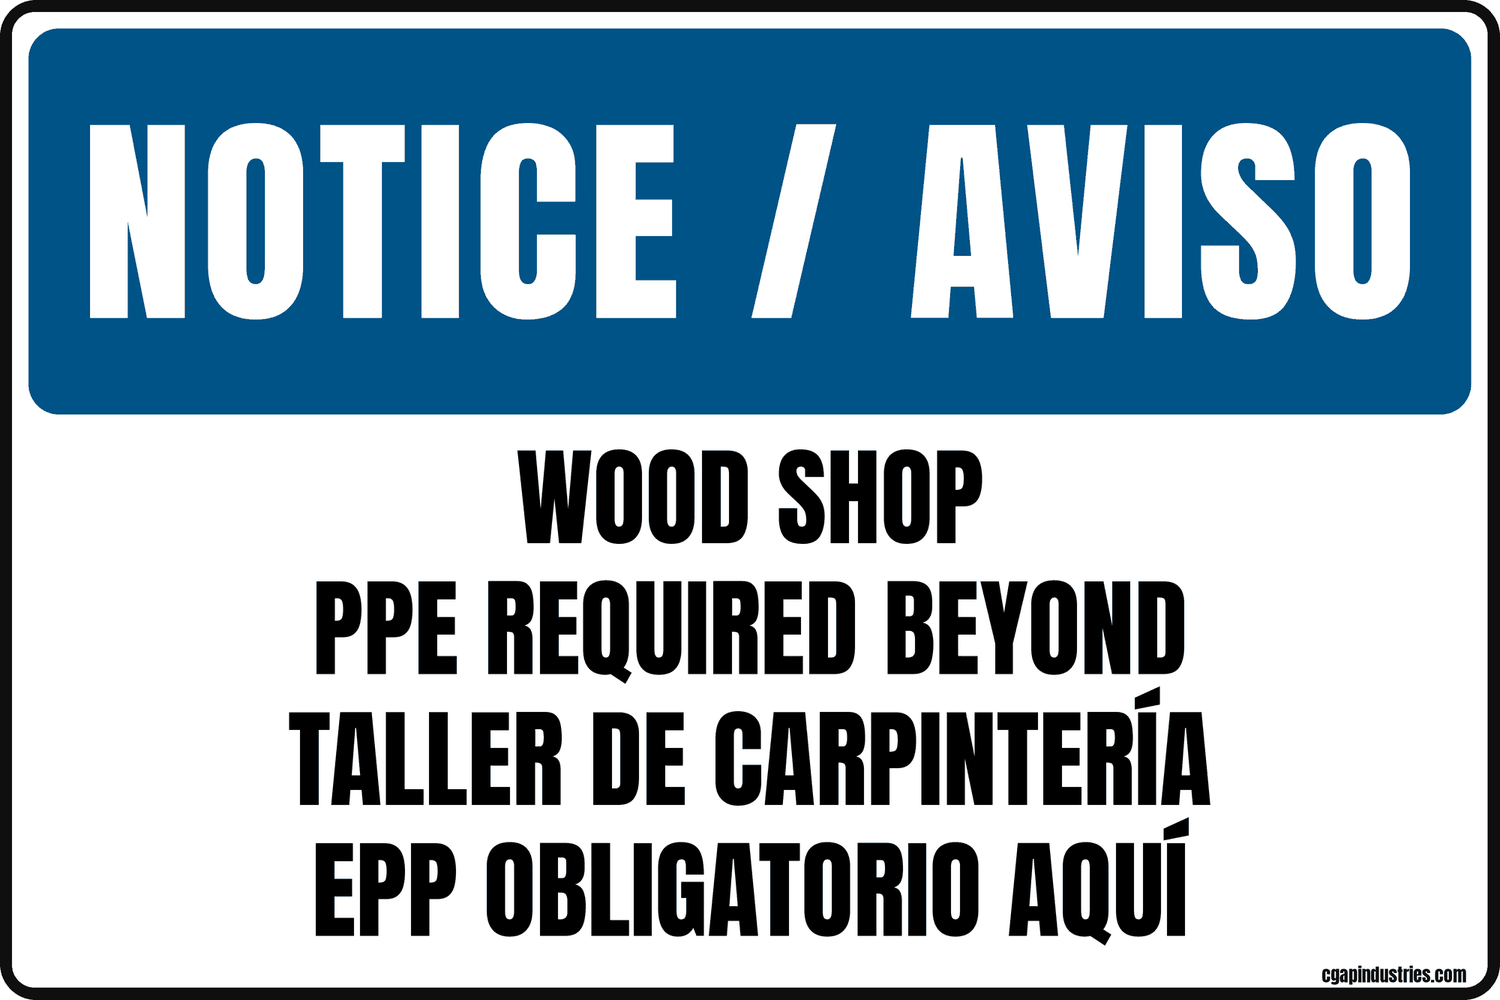 NOTICE / AVISO
WOOD SHOP
PPE REQUIRED BEYOND
TALLER DE CARPINTERÍA
EPP OBLIGATORIO AQUÍ
cgapindustries.com